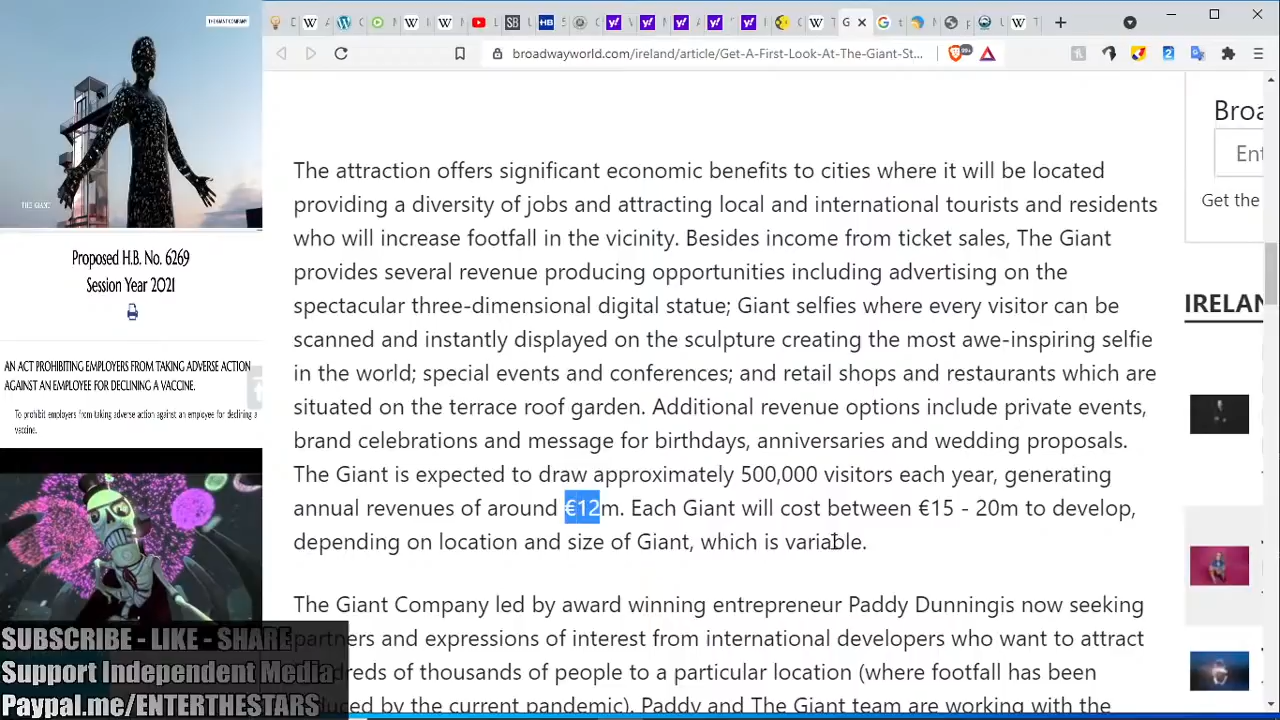 THE GIANT COMPANY
THE GIANT
Proposed H.B. No. 6269
Session Year 2021
AN ACT PROHIBITING EMPLOYERS FROM TAKING ADVERSE ACTION
AGAINST AN EMPLOYEE FOR DECLINING A VACCINE.
To prohibit employers from taking adverse action against an employee for declining a
vaccine.
SUBSCRIBE - LIKE - SHARE
Support Independent Media
Paypal.me/ENTERTHESTARS
broadwayworld.com/ireland/article/Get-A-First-Look-At-The-Giant-St...
99+
The attraction offers significant economic benefits to cities where it will be located
providing a diversity of jobs and attracting local and international tourists and residents
who will increase footfall in the vicinity. Besides income from ticket sales, The Giant
provides several revenue producing opportunities including advertising on the
spectacular three-dimensional digital statue; Giant selfies where every visitor can be
scanned and instantly displayed on the sculpture creating the most awe-inspiring selfie
in the world; special events and conferences; and retail shops and restaurants which are
situated on the terrace roof garden. Additional revenue options include private events,
brand celebrations and message for birthdays, anniversaries and wedding proposals.
The Giant is expected to draw approximately 500,000 visitors each year, generating
annual revenues of around €12m. Each Giant will cost between €15 - 20m to develop,
depending on location and size of Giant, which is variable.
The Giant Company led by award winning entrepreneur Paddy Dunningis now seeking
partners and expressions of interest from international developers who want to attract
hundreds of thousands of people to a particular location (where footfall has been
by the current pandemic). Paddy and The Giant team are working with the
Broa
Ent
Get the
IRELAN